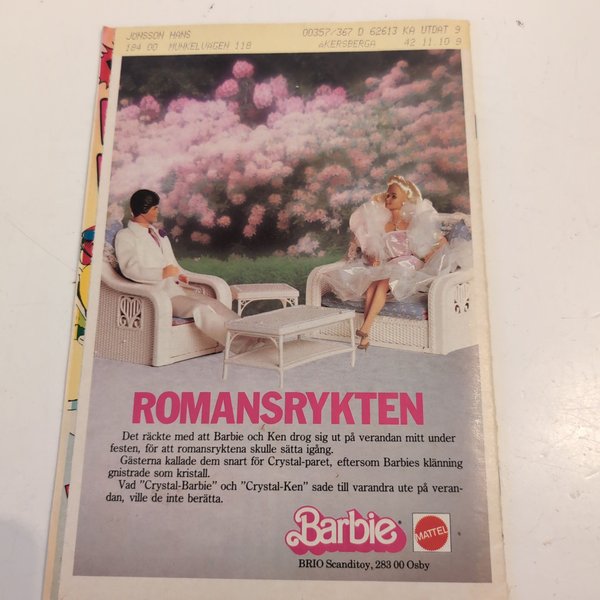 JONSSON HANS 00357/367 D 62613 KA UTDAT 9
184 00 MUNKELVAGEN 118 AKERSBERGA 42 11.10 9
ROMANSRYKTEN
Det räckte med att Barbie och Ken drog sig ut på verandan mitt under
festen, för att romansryktena skulle sätta igång.
Gästerna kallade dem snart för Crystal-paret, eftersom Barbies klänning
gnistrade som kristall.
Vad ”Crystal-Barbie” och ”Crystal-Ken” sade till varandra ute på veran-
dan, ville de inte berätta.
Barbie® MATTEL
BRIO Scanditoy, 283 00 Osby